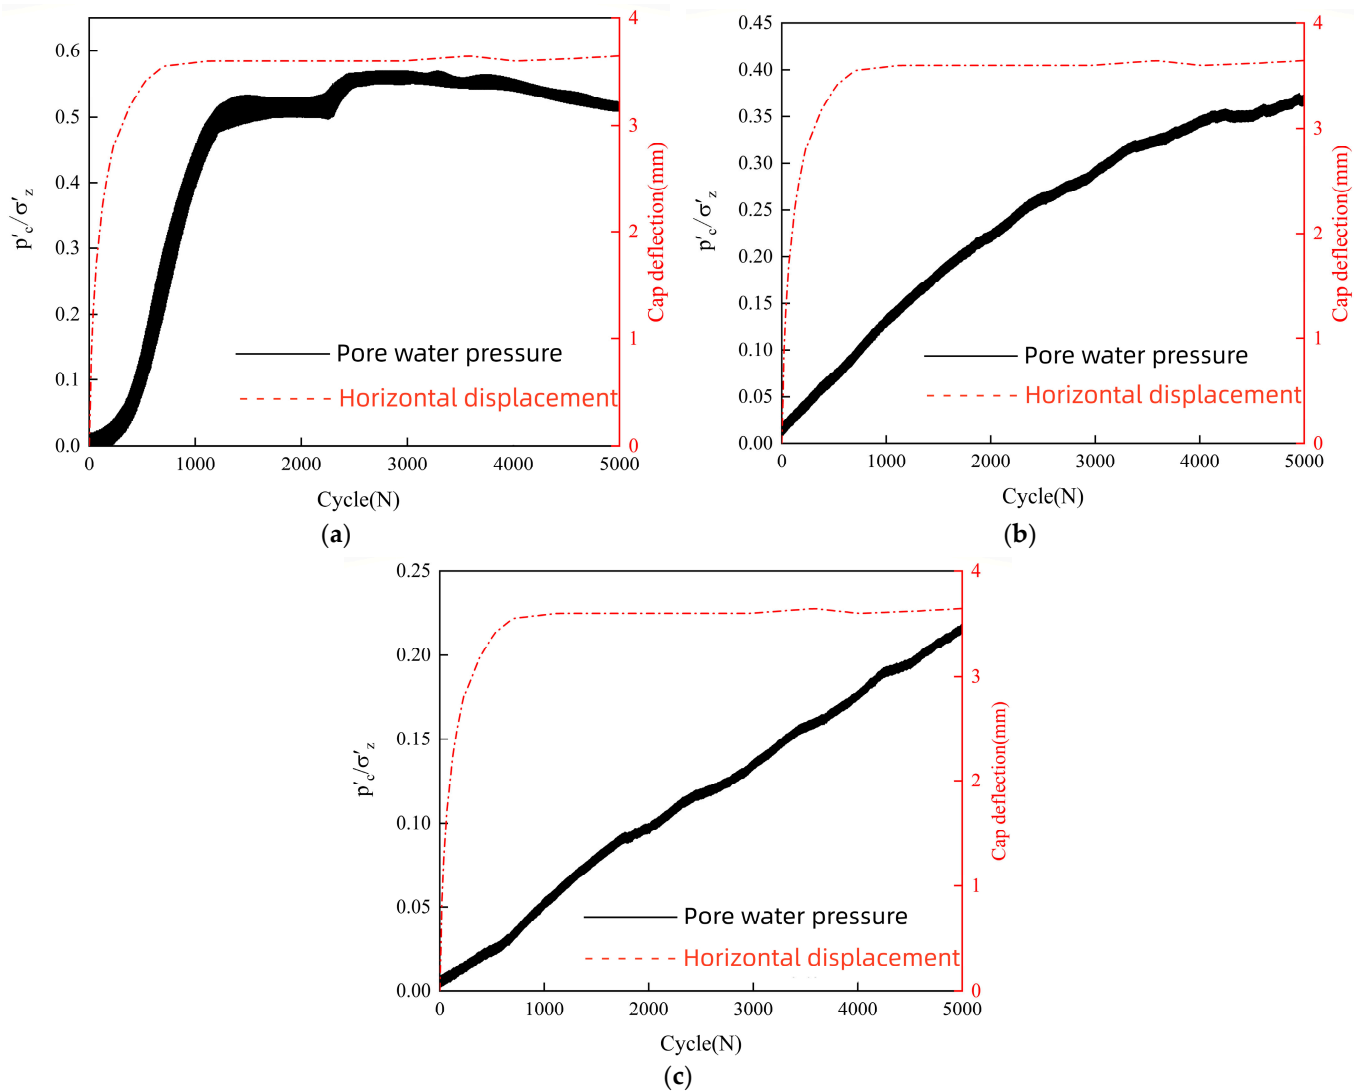 0.6
0.5
0.4
0.3
0.2
0.1
0.0
p'c/σ'z
4
3
2
1
0
Cap deflection(mm)
Pore water pressure
Horizontal displacement
0 1000 2000 3000 4000 5000
Cycle(N)
(a)
0.45
0.40
0.35
0.30
0.25
0.20
0.15
0.10
0.05
0.00
p'c/σ'z
4
3
2
1
0
Cap deflection(mm)
Pore water pressure
Horizontal displacement
0 1000 2000 3000 4000 5000
Cycle(N)
(b)
0.25
0.20
0.15
0.10
0.05
0.00
p'c/σ'z
4
3
2
1
0
Cap deflection(mm)
Pore water pressure
Horizontal displacement
0 1000 2000 3000 4000 5000
Cycle(N)
(c)